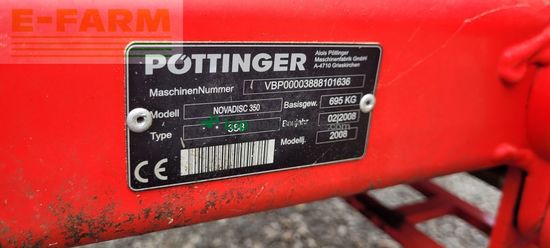 E-FARM
PÖTTINGER
Alois Pöttinger
Maschinenfabrik GmbH
A-4710 Grieskirchen
MaschinenNummer VBP00003888101636
Modell NOVADISC 350 Basisgew. 695 KG
Type Baujahr 02|2008
Modellj. 2008
CE